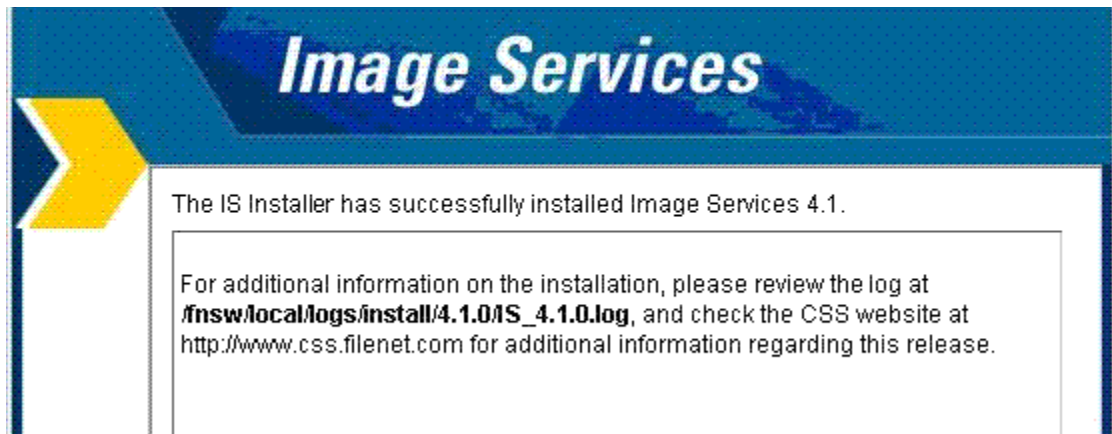 Image Services
The IS Installer has successfully installed Image Services 4.1.
For additional information on the installation, please review the log at
/fnsw/local/logs/install/4.1.0/IS_4.1.0.log, and check the CSS website at
http://www.css.filenet.com for additional information regarding this release.